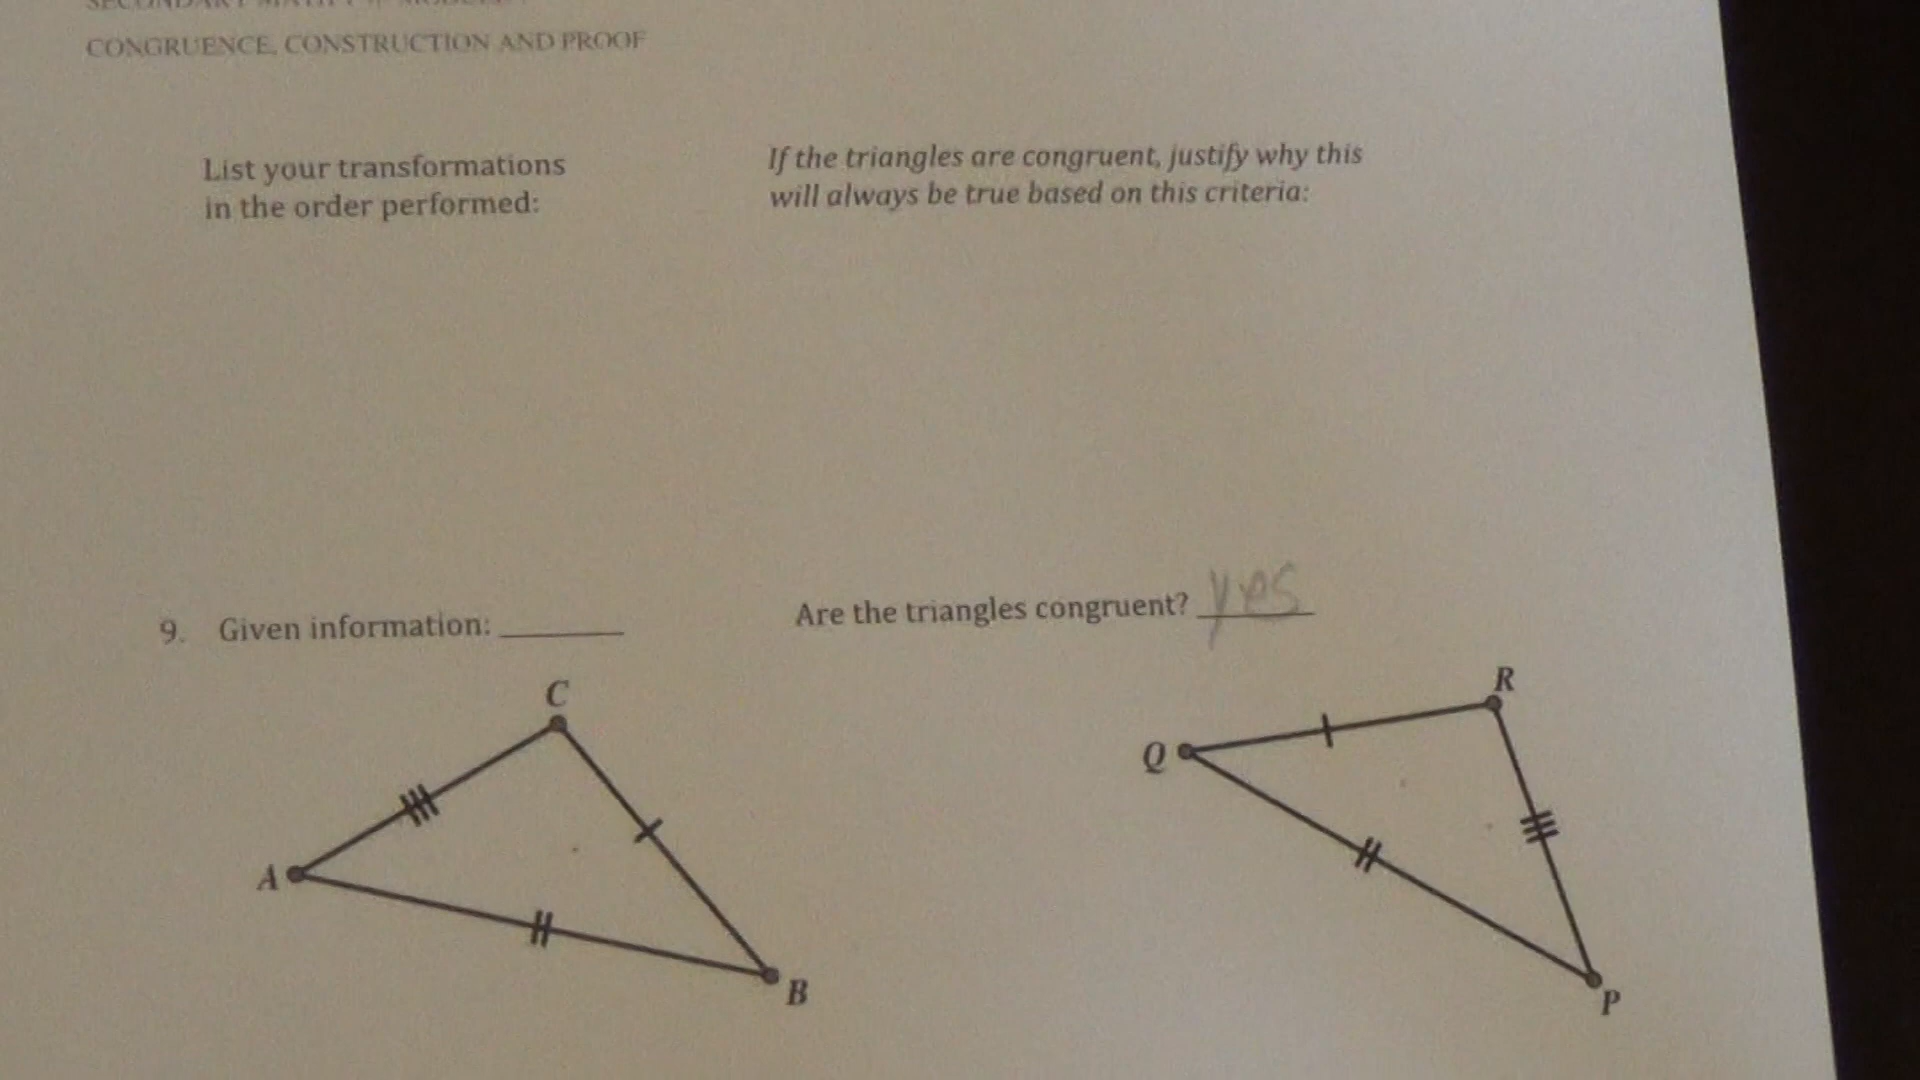 CONGRUENCE, CONSTRUCTION AND PROOF
List your transformations
in the order performed:
If the triangles are congruent, justify why this
will always be true based on this criteria:
9. Given information: ______
Are the triangles congruent? yes
C
A
B
R
Q
P